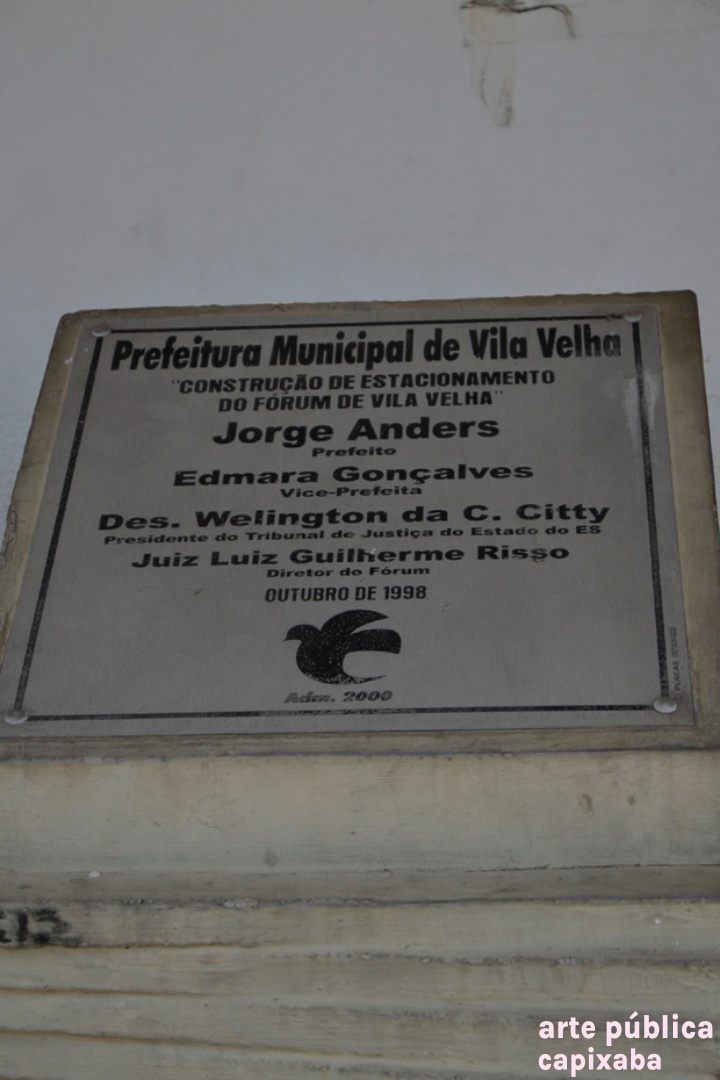 Prefeitura Municipal de Vila Velha
"CONSTRUÇÃO DE ESTACIONAMENTO
DO FÓRUM DE VILA VELHA"
Jorge Anders
Prefeito
Edmara Gonçalves
Vice-Prefeita
Des. Welington da C. Citty
Presidente do Tribunal de Justiça do Estado do ES
Juiz Luiz Guilherme Risso
Diretor do Fórum
OUTUBRO DE 1998
Adm. 2000
PLACAS
arte pública
capixaba